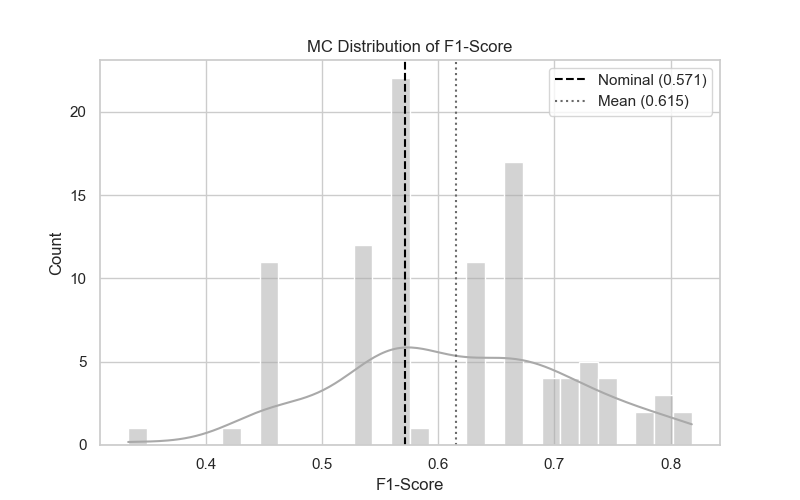 MC Distribution of F1-Score
Nominal (0.571)
Mean (0.615)
Count
20
15
10
5
0
0.4 0.5 0.6 0.7 0.8
F1-Score